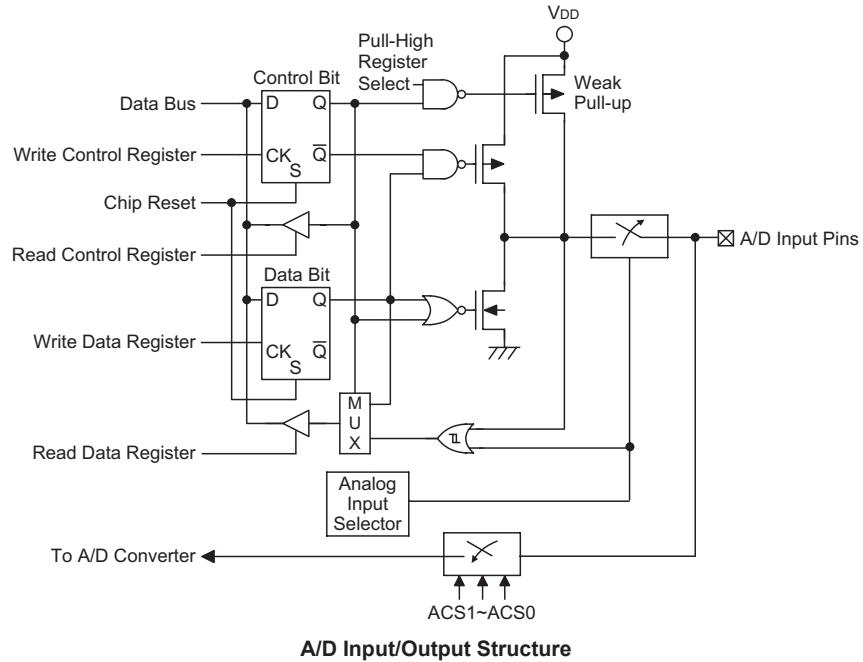 VDD
Pull-High
Register
Select
Control Bit
Weak
Pull-up
Data Bus
D
Q
Write Control Register
CK
Q̅
S
Chip Reset
Read Control Register
A/D Input Pins
Data Bit
D
Q
Write Data Register
CK
Q̅
S
M
U
X
Read Data Register
Analog
Input
Selector
To A/D Converter
ACS1~ACS0
A/D Input/Output Structure